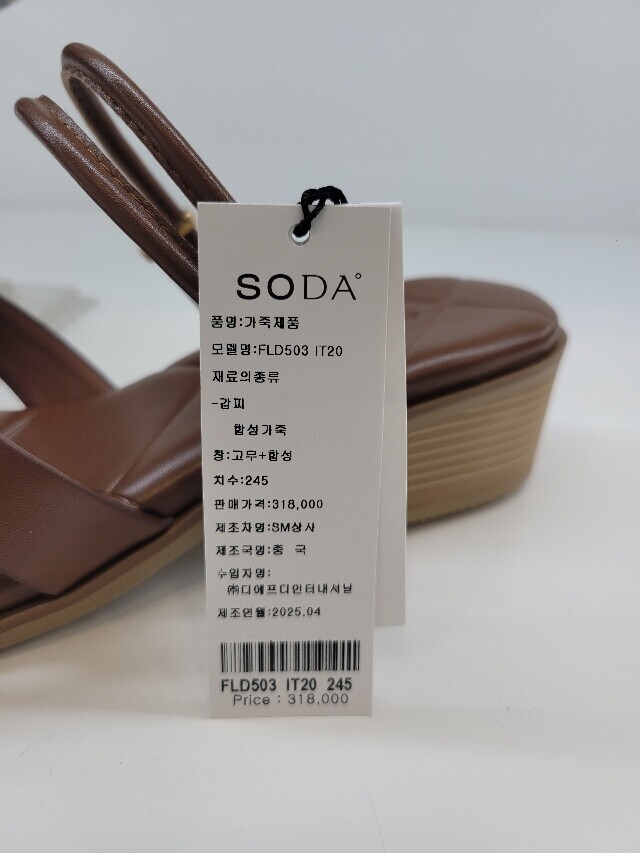 SODA°
품명:가죽제품
모델명:FLD503 IT20
재료의종류
-갑피
합성가죽
창:고무+합성
치수:245
판매가격:318,000
제조자명:SM상사
제조국명:중 국
수입자명:
㈜디에프디인터내셔날
제조연월:2025.04
FLD503 IT20 245
Price : 318,000